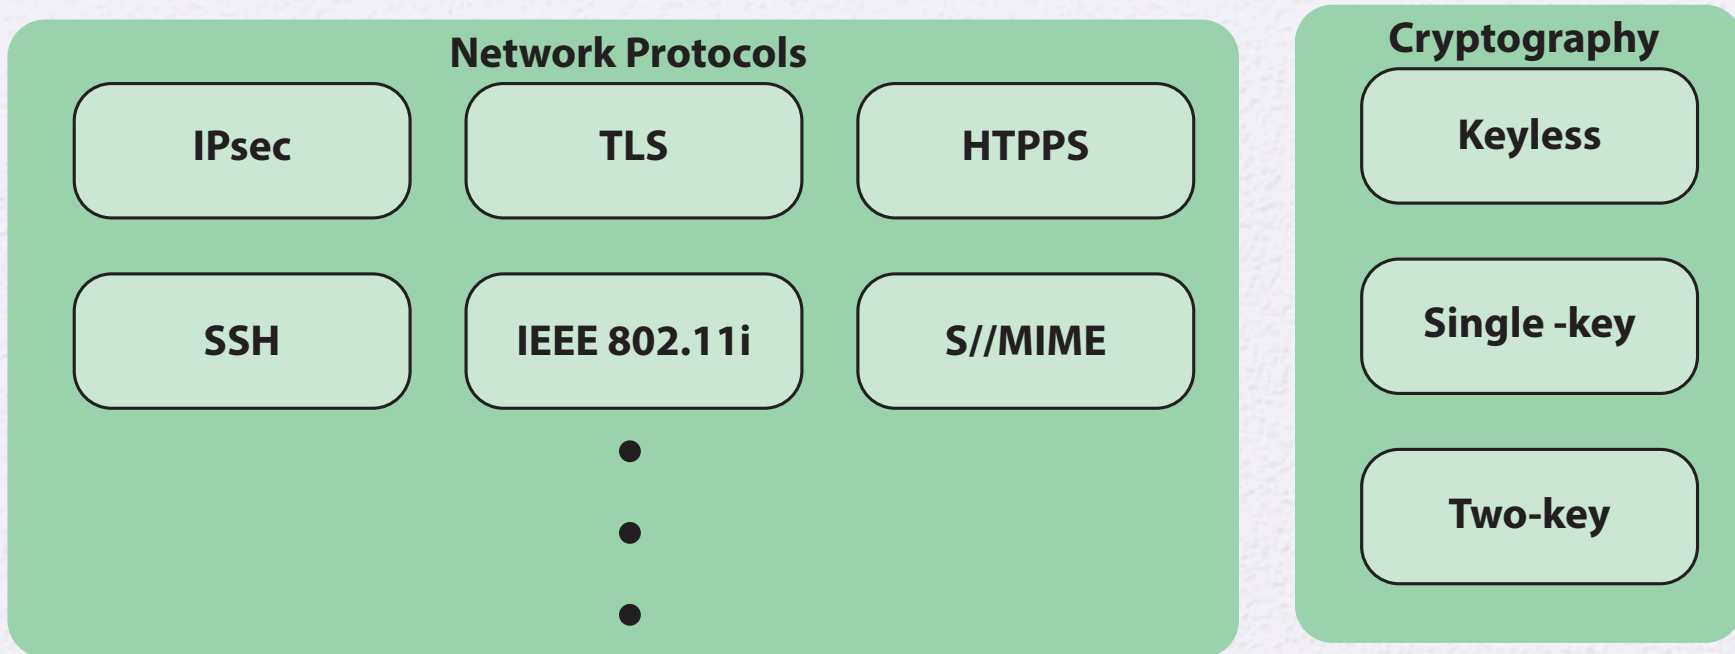 Network Protocols
IPsec
TLS
HTPPS
SSH
IEEE 802.11i
S//MIME
Cryptography
Keyless
Single -key
Two-key